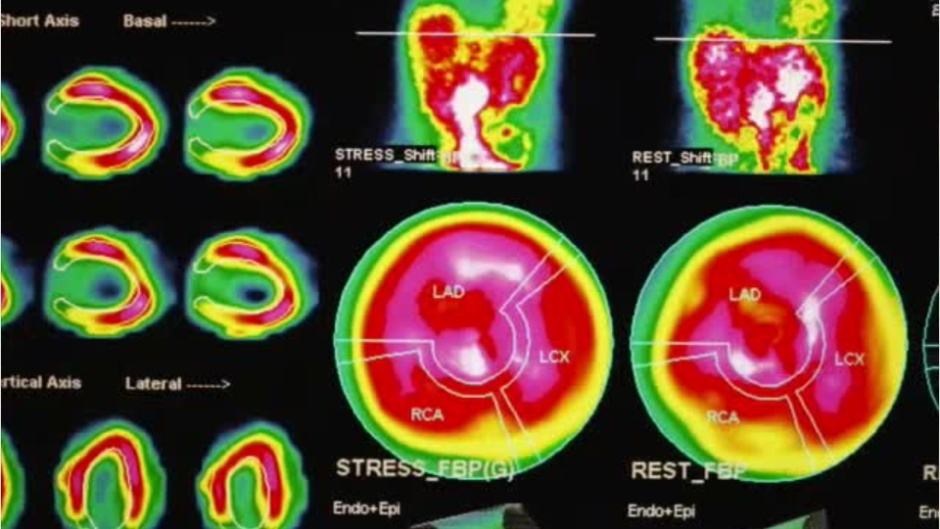 Short Axis
Basal ------>
STRESS_Shift
11
REST_Shift
11
LAD
LCX
RCA
LAD
LCX
RCA
STRESS_FBP(G)
REST_FBP
Endo+Epi
Endo+Epi
Vertical Axis
Lateral ------>